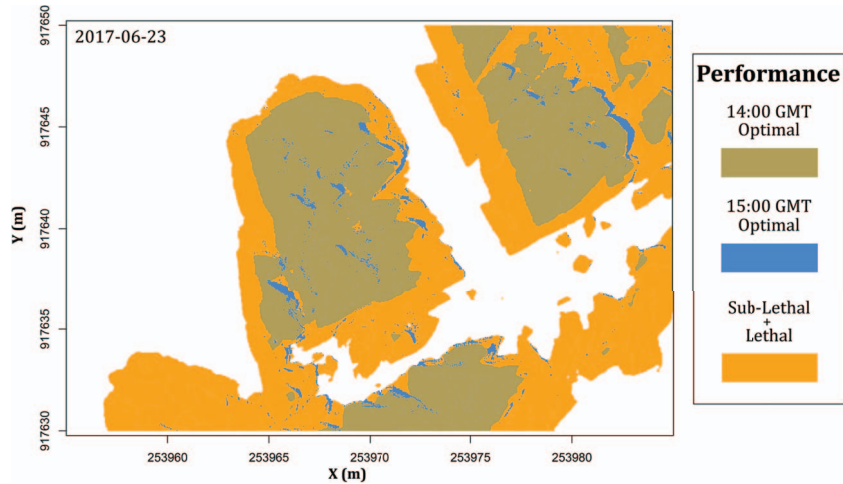 2017-06-23
917650
917645
917640
917635
917630
Y (m)
253960
253965
253970
253975
253980
X (m)
Performance
14:00 GMT
Optimal
15:00 GMT
Optimal
Sub-Lethal
+
Lethal